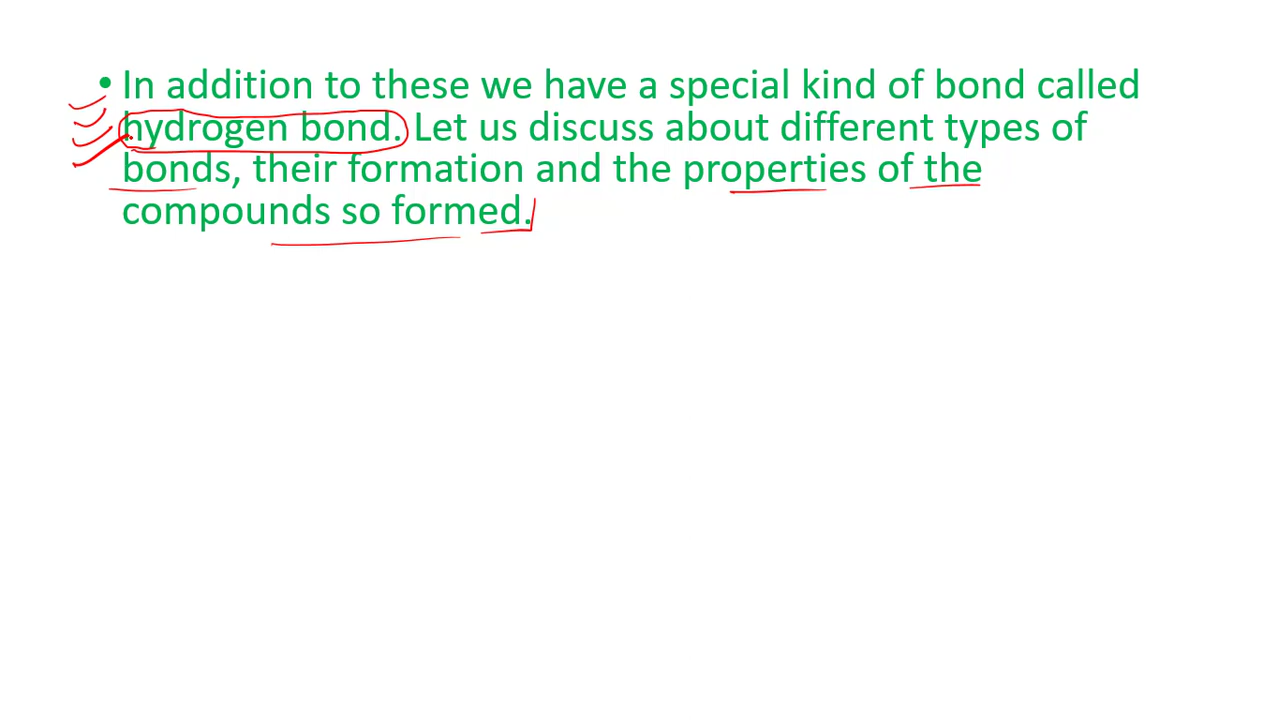 • In addition to these we have a special kind of bond called
hydrogen bond. Let us discuss about different types of
bonds, their formation and the properties of the
compounds so formed.